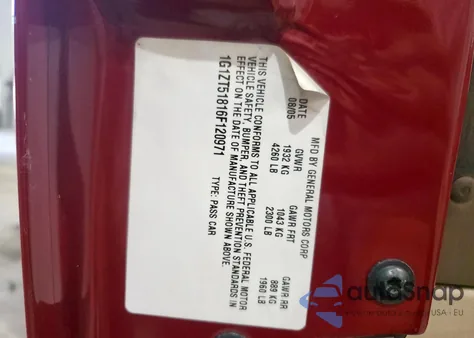 MFD BY GENERAL MOTORS CORP
DATE GVWR GAWR FRT GAWR RR
08/05 1932 KG 1043 KG 889 KG
4260 LB 2300 LB 1960 LB
THIS VEHICLE CONFORMS TO ALL APPLICABLE U.S. FEDERAL MOTOR
VEHICLE SAFETY, BUMPER, AND THEFT PREVENTION STANDARDS IN
EFFECT ON THE DATE OF MANUFACTURE SHOWN ABOVE.
1G1ZT51816F120971 TYPE: PASS CAR
autoSnap